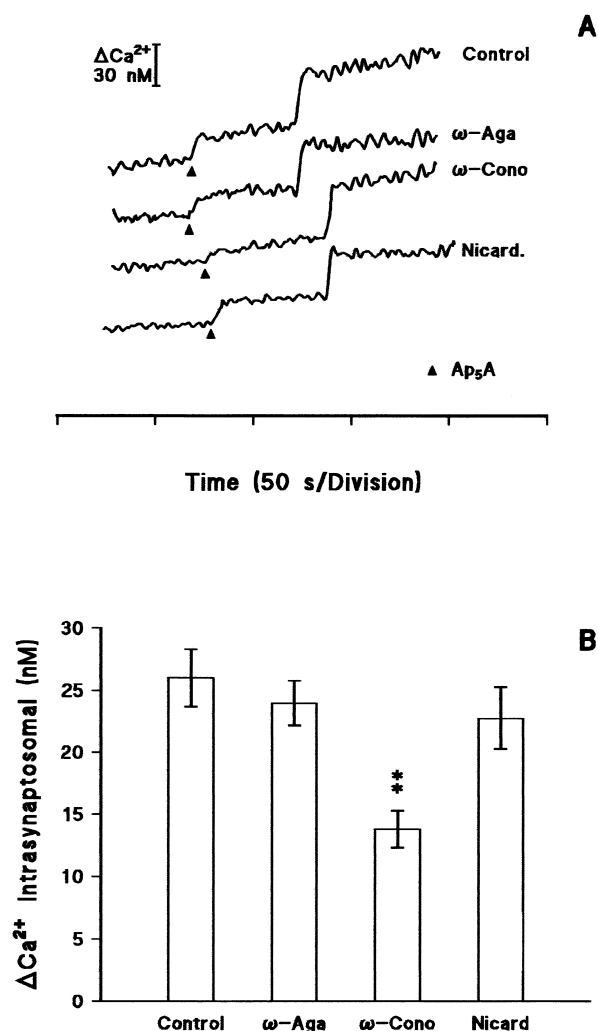 A
ΔCa²⁺
30 nM
Control
ω-Aga
ω-Cono
Nicard.
▲ Ap₅A
Time (50 s/Division)
B
ΔCa²⁺ Intrasynaptosomal (nM)
30
25
20
15
10
5
0
**
Control ω-Aga ω-Cono Nicard